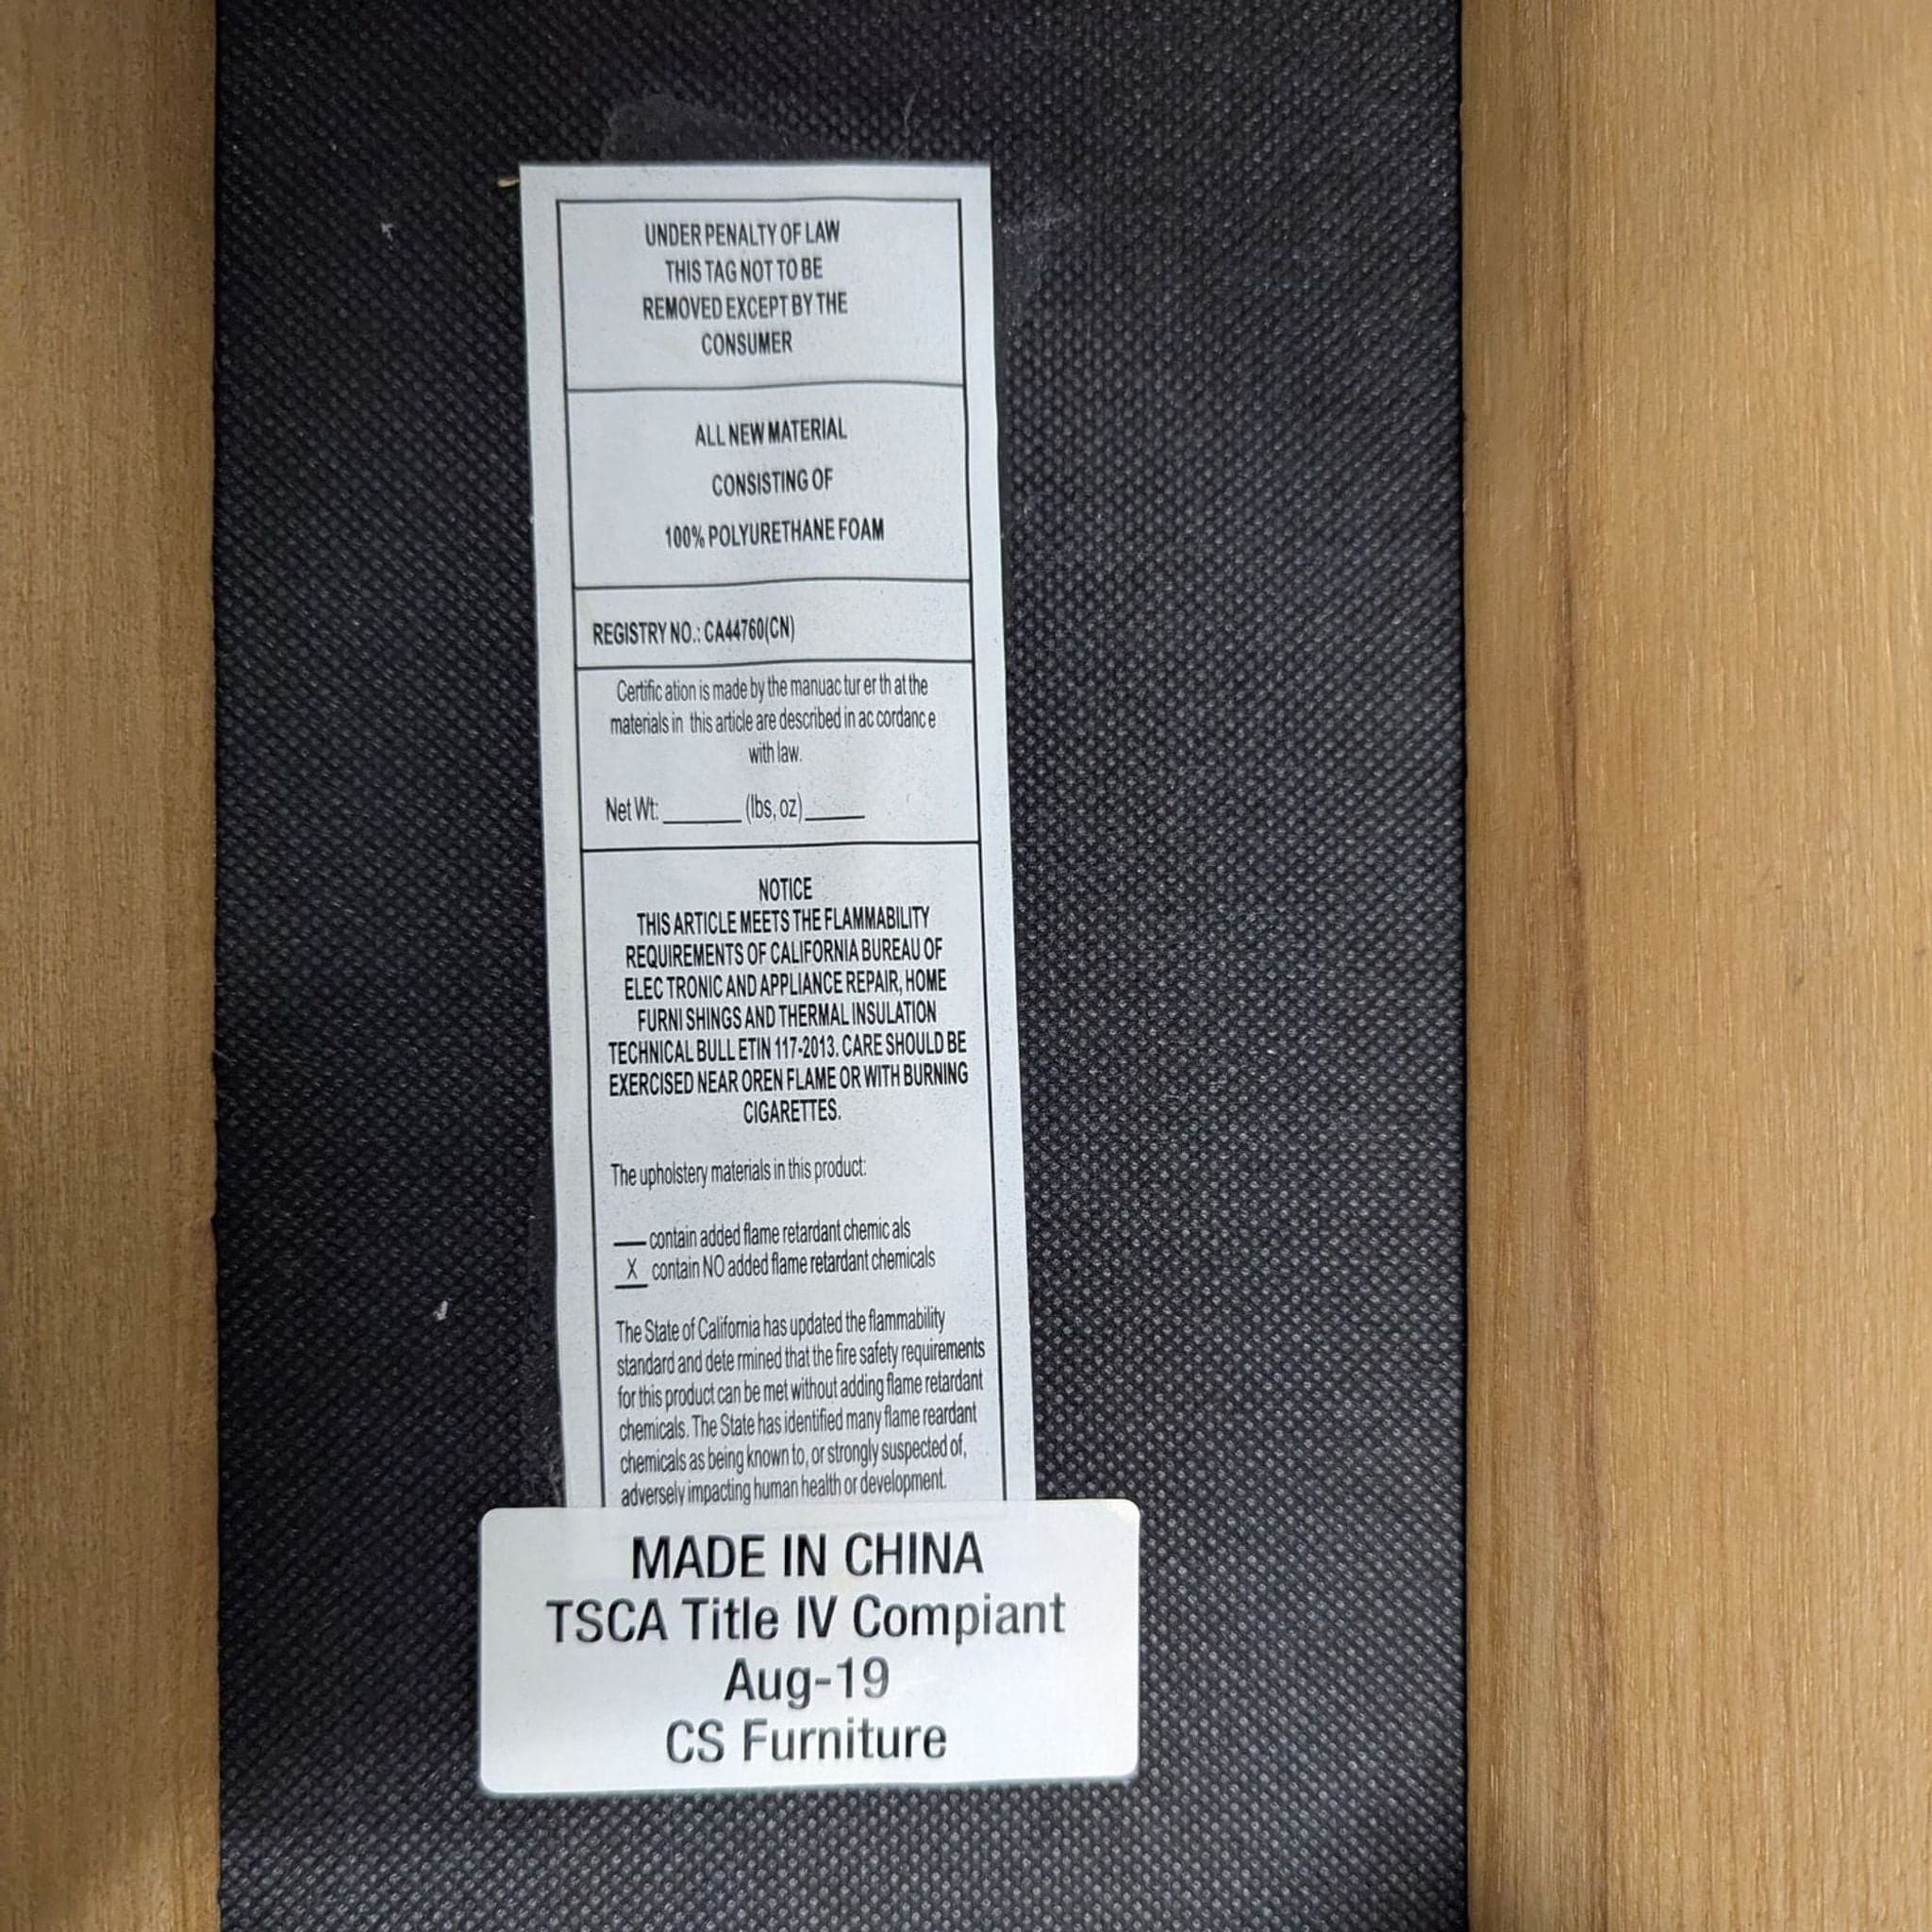 UNDER PENALTY OF LAW
THIS TAG NOT TO BE
REMOVED EXCEPT BY THE
CONSUMER
ALL NEW MATERIAL
CONSISTING OF
100% POLYURETHANE FOAM
REGISTRY NO.: CA44760(CN)
Certific ation is made by the manuac tur er th at the
materials in this article are described in ac cordanc e
with law.
Net Wt: ______ (lbs, oz) _____
NOTICE
THIS ARTICLE MEETS THE FLAMMABILITY
REQUIREMENTS OF CALIFORNIA BUREAU OF
ELEC TRONIC AND APPLIANCE REPAIR, HOME
FURNI SHINGS AND THERMAL INSULATION
TECHNICAL BULL ETIN 117-2013. CARE SHOULD BE
EXERCISED NEAR OREN FLAME OR WITH BURNING
CIGARETTES.
The upholstery materials in this product:
___ contain added flame retardant chemic als
_X_ contain NO added flame retardant chemicals
The State of California has updated the flammability
standard and dete rmined that the fire safety requirements
for this product can be met without adding flame retardant
chemicals. The State has identified many flame reardant
chemicals as being known to, or strongly suspected of,
adversely impacting human health or development.
MADE IN CHINA
TSCA Title IV Compiant
Aug-19
CS Furniture